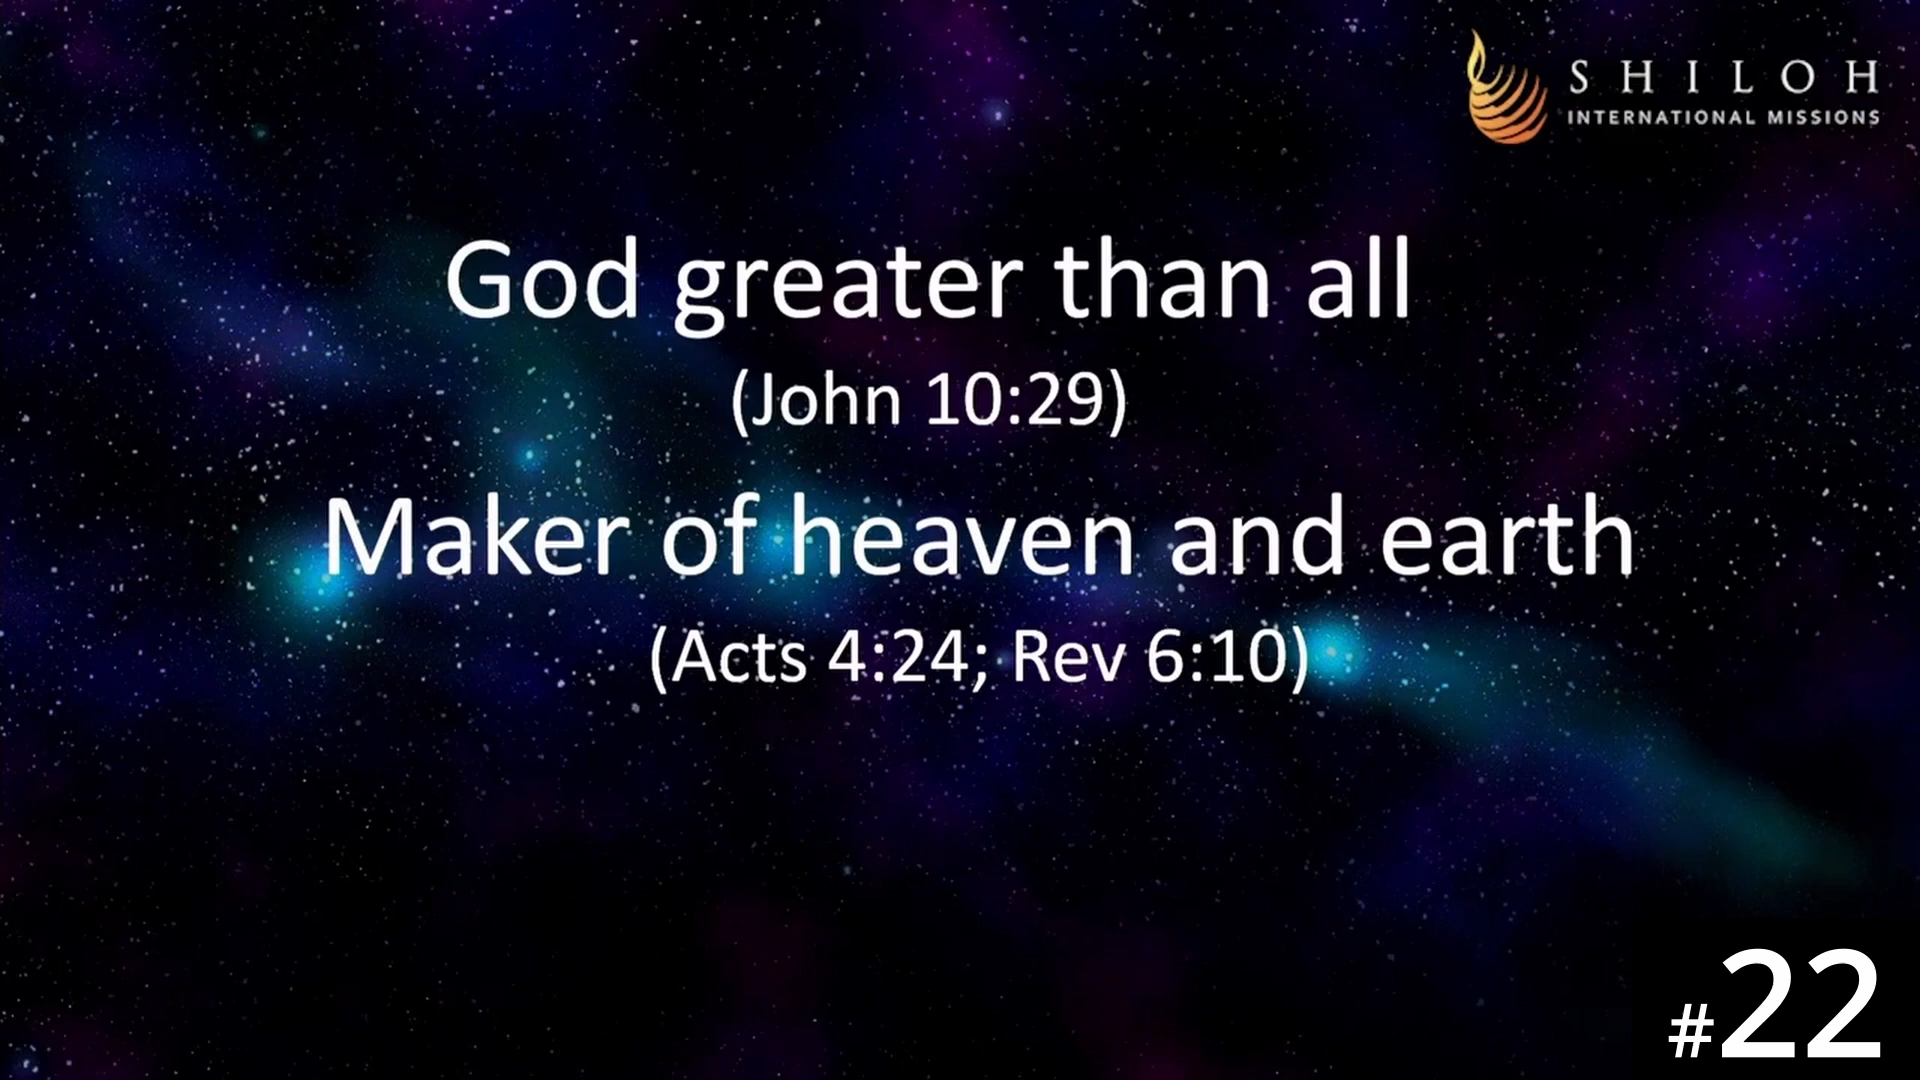 SHILOH
INTERNATIONAL MISSIONS
God greater than all
(John 10:29)
Maker of heaven and earth
(Acts 4:24; Rev 6:10)
#22